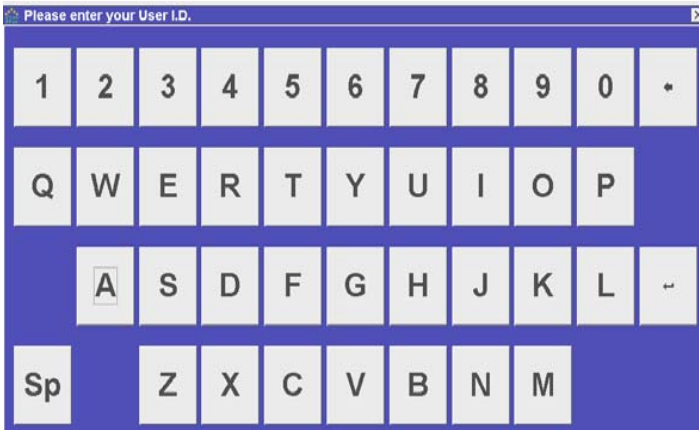 Please enter your User I.D.
1 2 3 4 5 6 7 8 9 0 ←
Q W E R T Y U I O P
A S D F G H J K L ↵
Sp Z X C V B N M